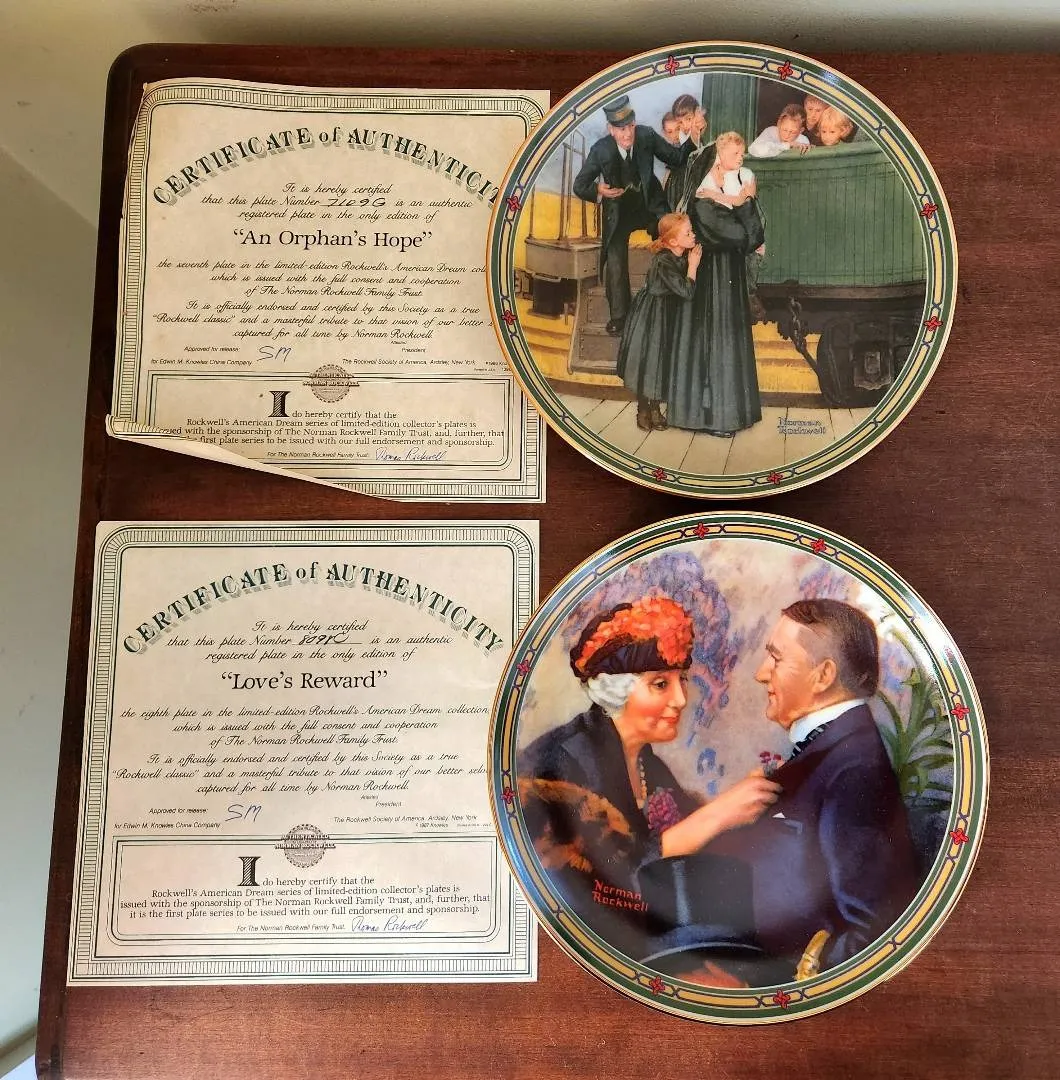 CERTIFICATE of AUTHENTICIT
It is hereby certified
that this plate Number 7129G is an authentic
registered plate in the only edition of
“An Orphan's Hope”
the seventh plate in the limited-edition Rockwell's American Dream
which is issued with the full consent and cooperation
of The Norman Rockwell Family Trust.
It is officially endorsed and certified by this Society as a true
“Rockwell classic” and a masterful tribute to that vision of our better
captured for all time by Norman Rockwell.
Attested
Approved for release: SM President
for Edwin M. Knowles China Company The Rockwell Society of America, Ardsley, New York
AUTHENTICATED
NORMAN ROCKWELL
I do hereby certify that the
Rockwell's American Dream series of limited-edition collector's plates is
issued with the sponsorship of The Norman Rockwell Family Trust, and, further, that
first plate series to be issued with our full endorsement and sponsorship.
For The Norman Rockwell Family Trust: Thomas Rockwell
Norman
Rockwell
CERTIFICATE of AUTHENTICITY
It is hereby certified
that this plate Number is an authentic
registered plate in the only edition of
“Love's Reward”
the eighth plate in the limited-edition Rockwell's American Dream collection,
which is issued with the full consent and cooperation
of The Norman Rockwell Family Trust.
It is officially endorsed and certified by this Society as a true
“Rockwell classic” and a masterful tribute to that vision of our better
captured for all time by Norman Rockwell.
Attested
Approved for release: SM President
for Edwin M. Knowles China Company The Rockwell Society of America, Ardsley, New York
AUTHENTICATED
NORMAN ROCKWELL
I do hereby certify that the
Rockwell's American Dream series of limited-edition collector's plates is
issued with the sponsorship of The Norman Rockwell Family Trust, and, further, that
it is the first plate series to be issued with our full endorsement and sponsorship.
For The Norman Rockwell Family Trust: Thomas Rockwell
Norman
Rockwell